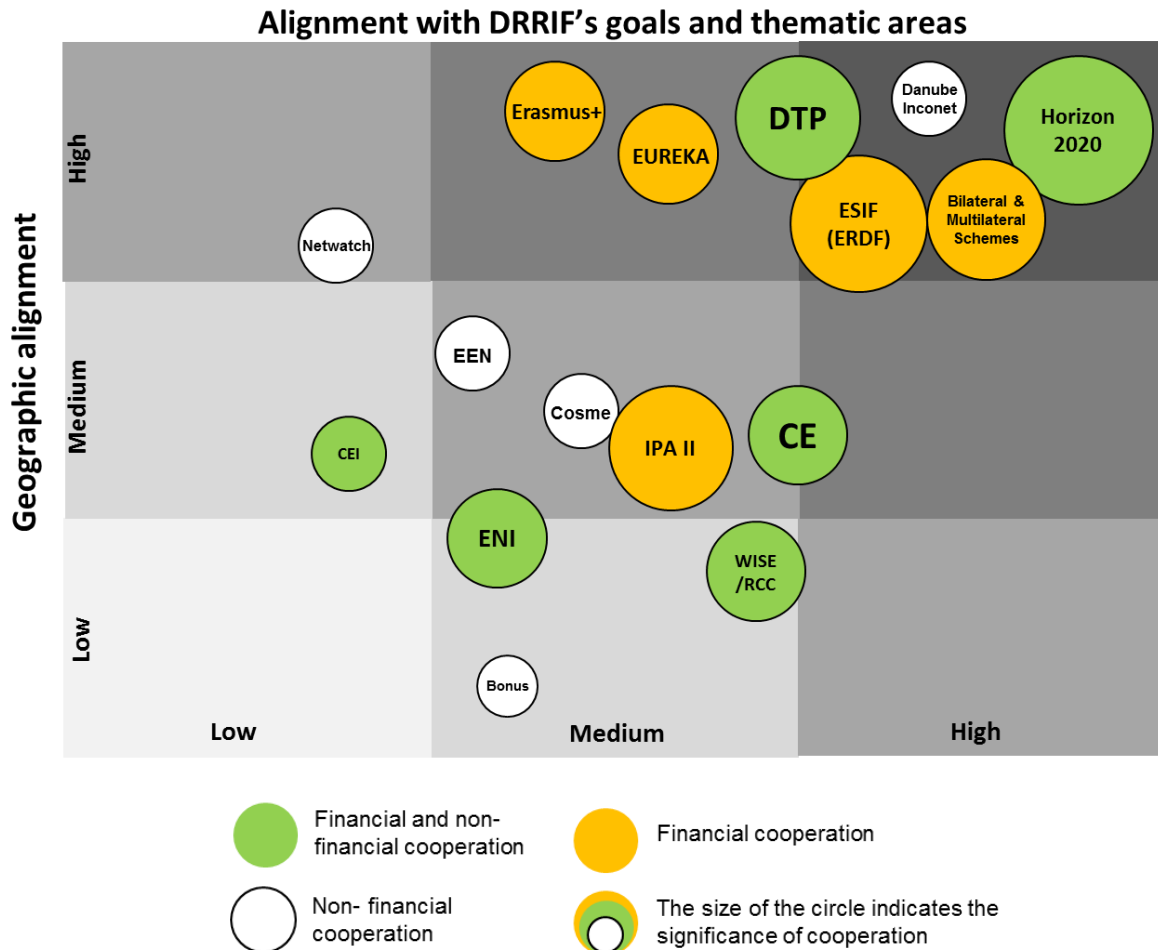 Alignment with DRRIF's goals and thematic areas
Geographic alignment
High
Medium
Low
Erasmus+
EUREKA
DTP
Danube
Inconet
Horizon
2020
ESIF
(ERDF)
Bilateral &
Multilateral
Schemes
Netwatch
EEN
Cosme
IPA II
CE
CEI
ENI
WISE
/RCC
Bonus
Low
Medium
High
Financial and non-
financial cooperation
Financial cooperation
Non- financial
cooperation
The size of the circle indicates the
significance of cooperation